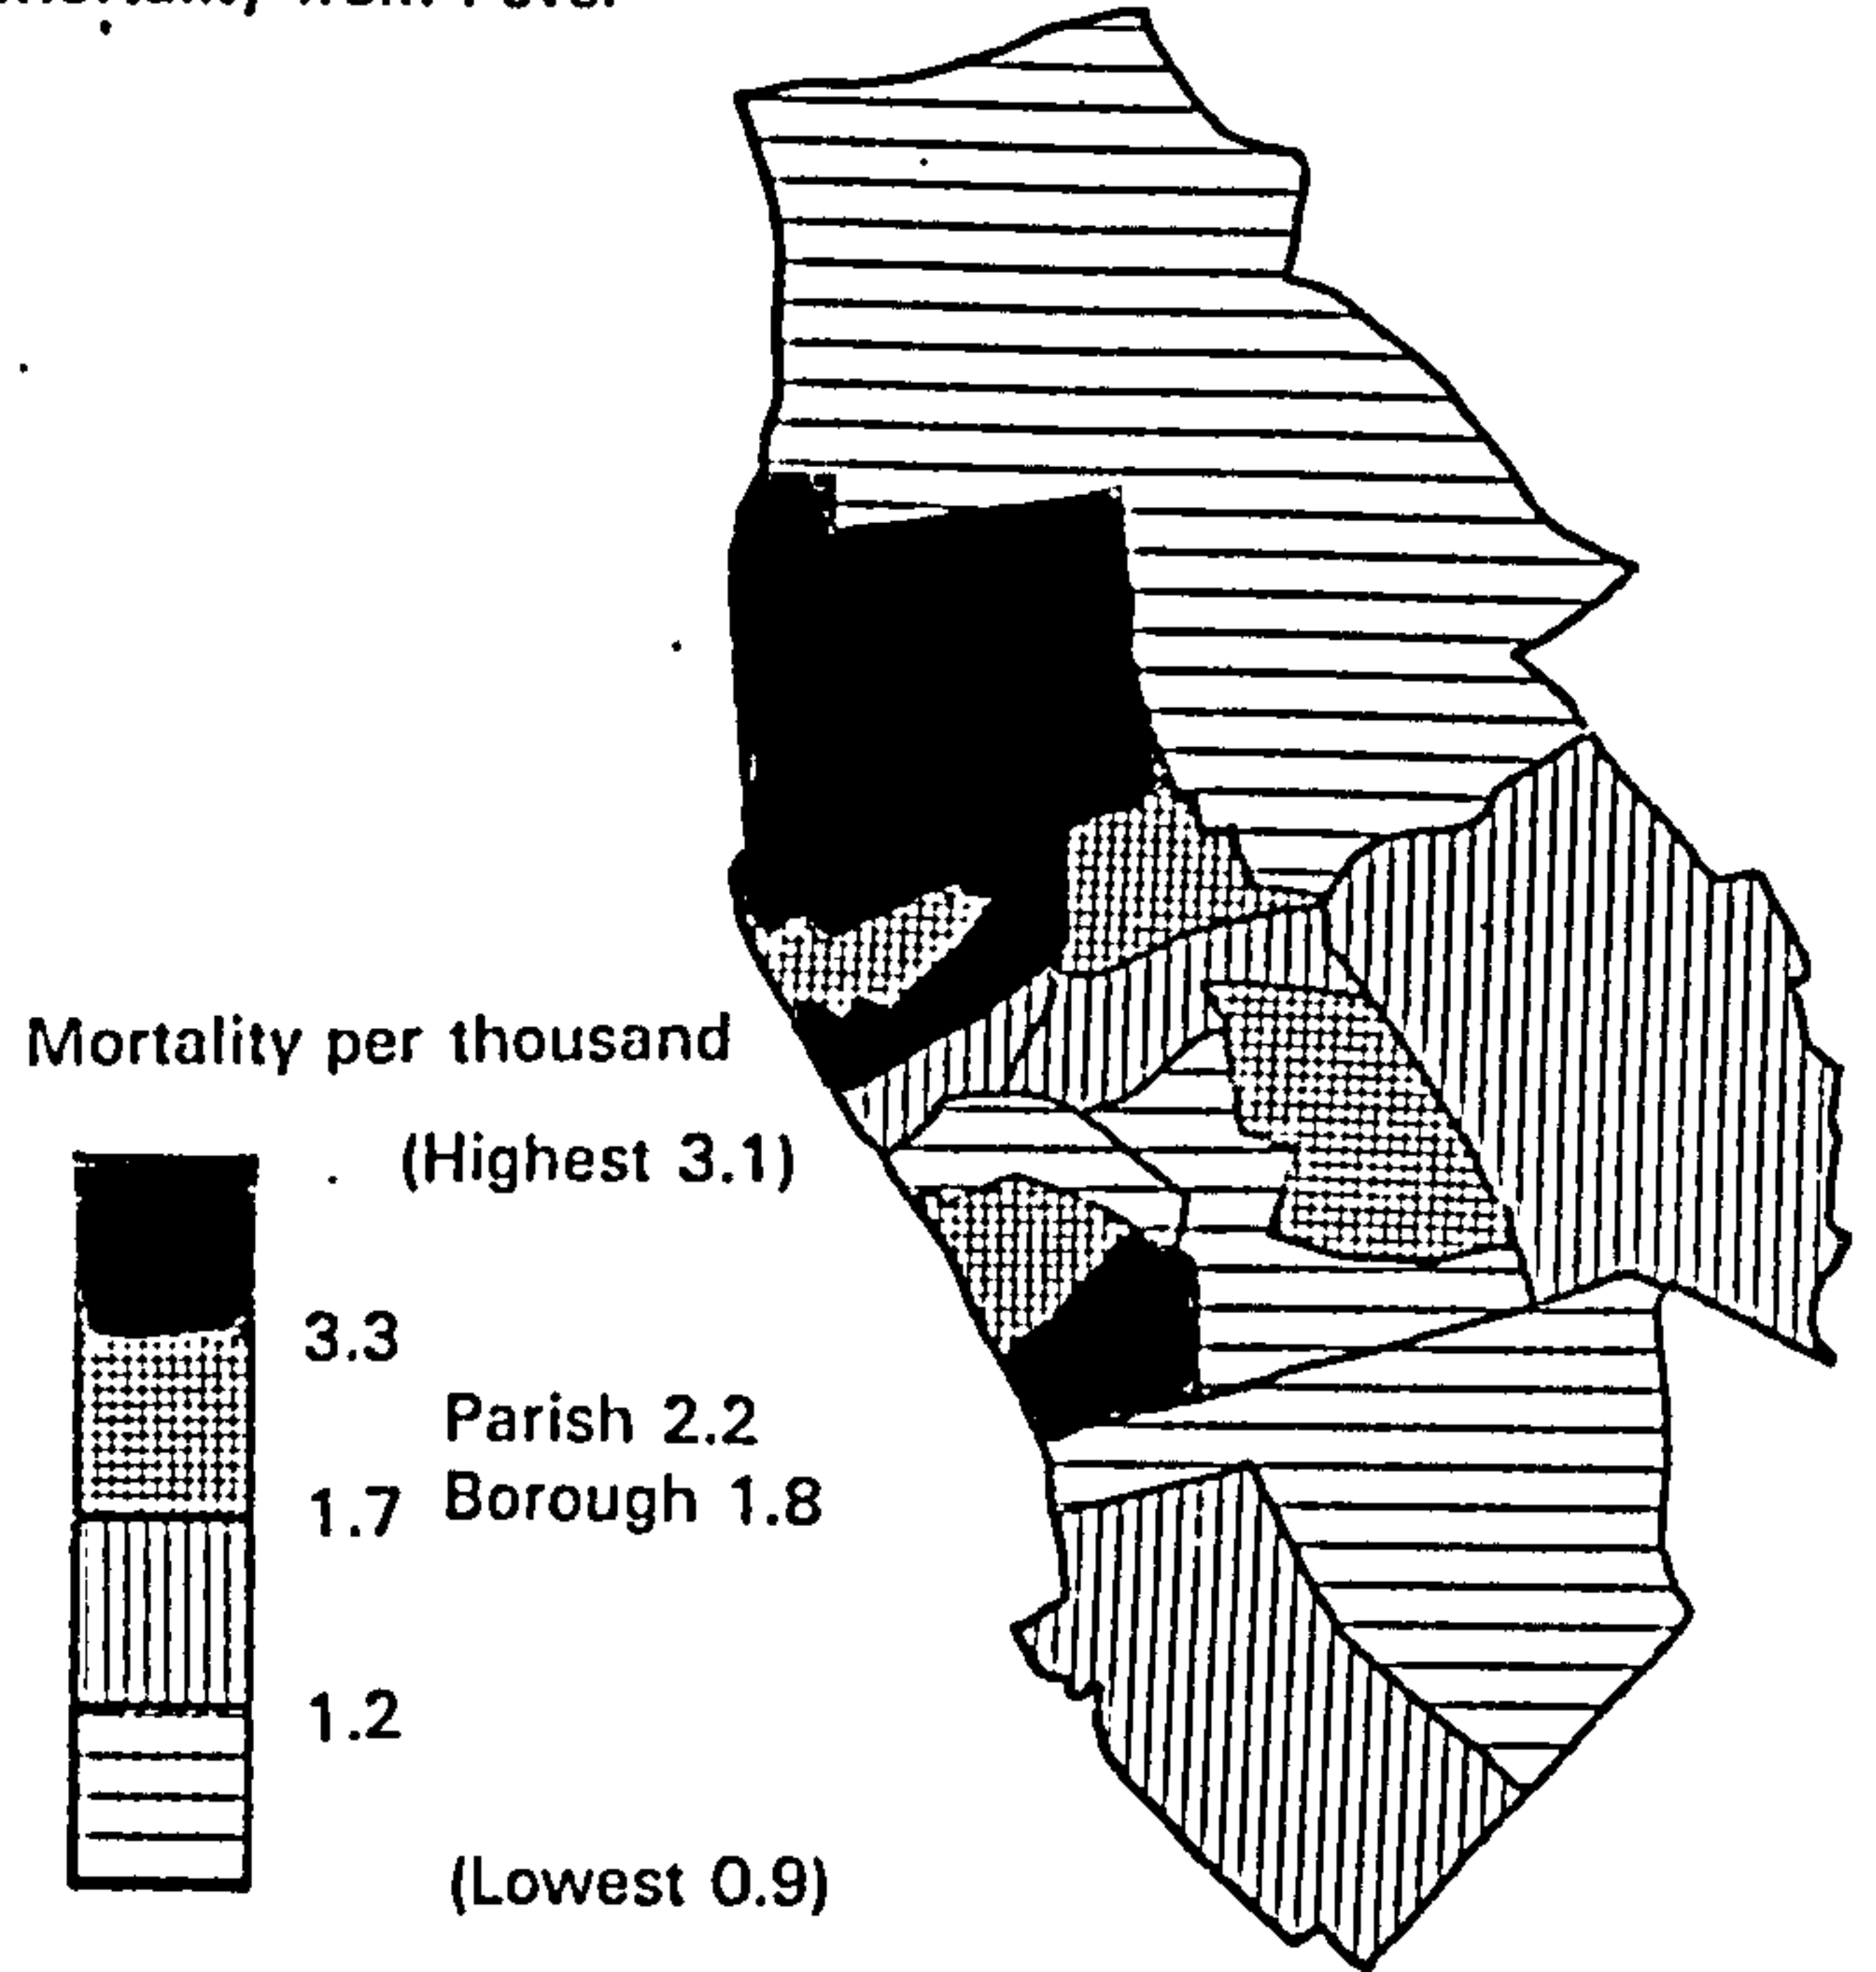 Mortality per thousand
(Highest 3.1)
3.3
Parish 2.2
1.7 Borough 1.8
1.2
(Lowest 0.9)